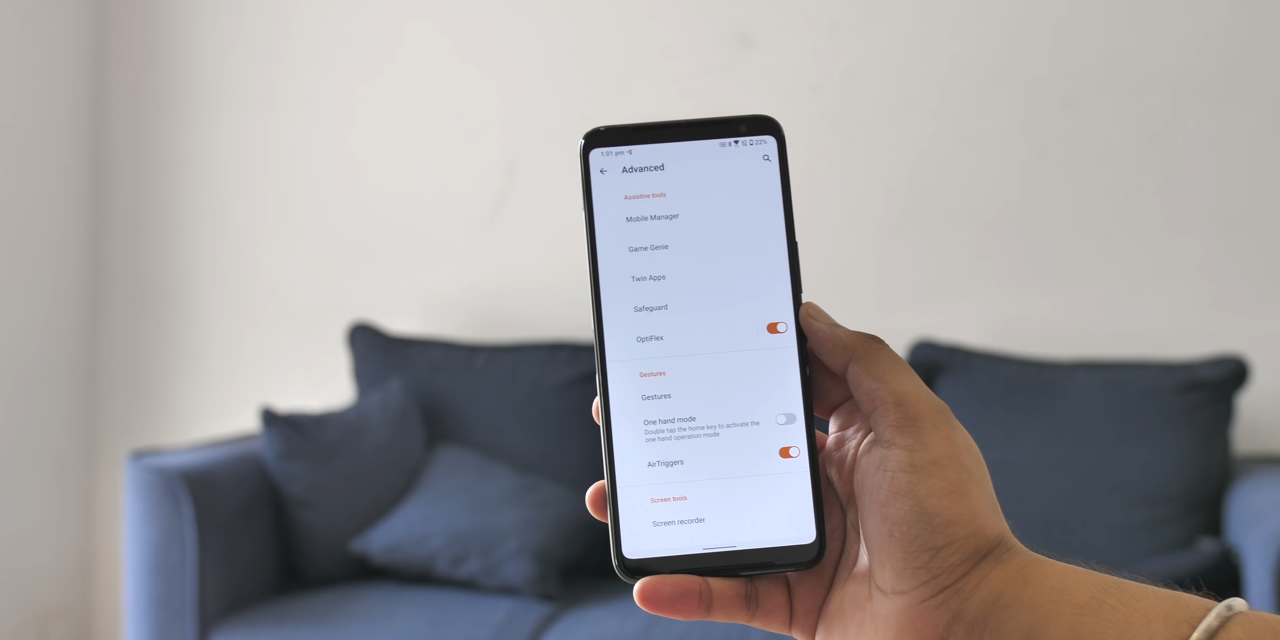 1:01 pm
22%
Advanced
Assistive tools
Mobile Manager
Game Genie
Twin Apps
Safeguard
OptiFlex
Gestures
Gestures
One hand mode
Double tap the home key to activate the
one hand operation mode
AirTriggers
Screen tools
Screen recorder